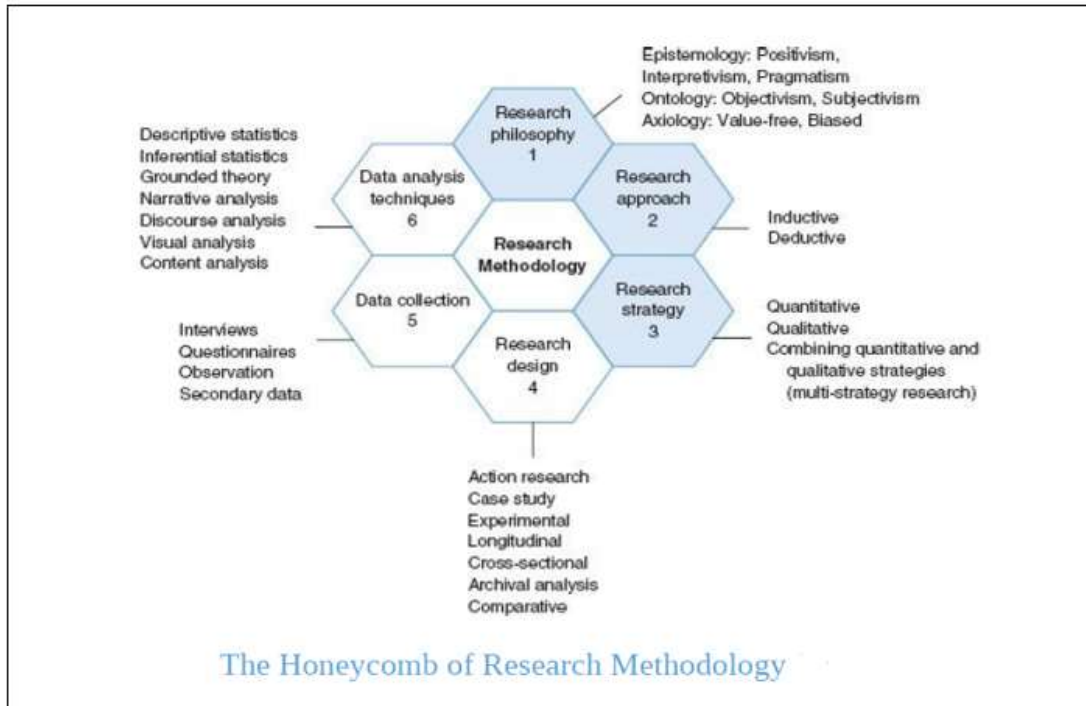 Epistemology: Positivism,
Interpretivism, Pragmatism
Ontology: Objectivism, Subjectivism
Axiology: Value-free, Biased
Research
philosophy
1
Research
approach
2
Inductive
Deductive
Research
strategy
3
Quantitative
Qualitative
Combining quantitative and
qualitative strategies
(multi-strategy research)
Research
design
4
Action research
Case study
Experimental
Longitudinal
Cross-sectional
Archival analysis
Comparative
Data collection
5
Interviews
Questionnaires
Observation
Secondary data
Data analysis
techniques
6
Descriptive statistics
Inferential statistics
Grounded theory
Narrative analysis
Discourse analysis
Visual analysis
Content analysis
Research
Methodology
The Honeycomb of Research Methodology